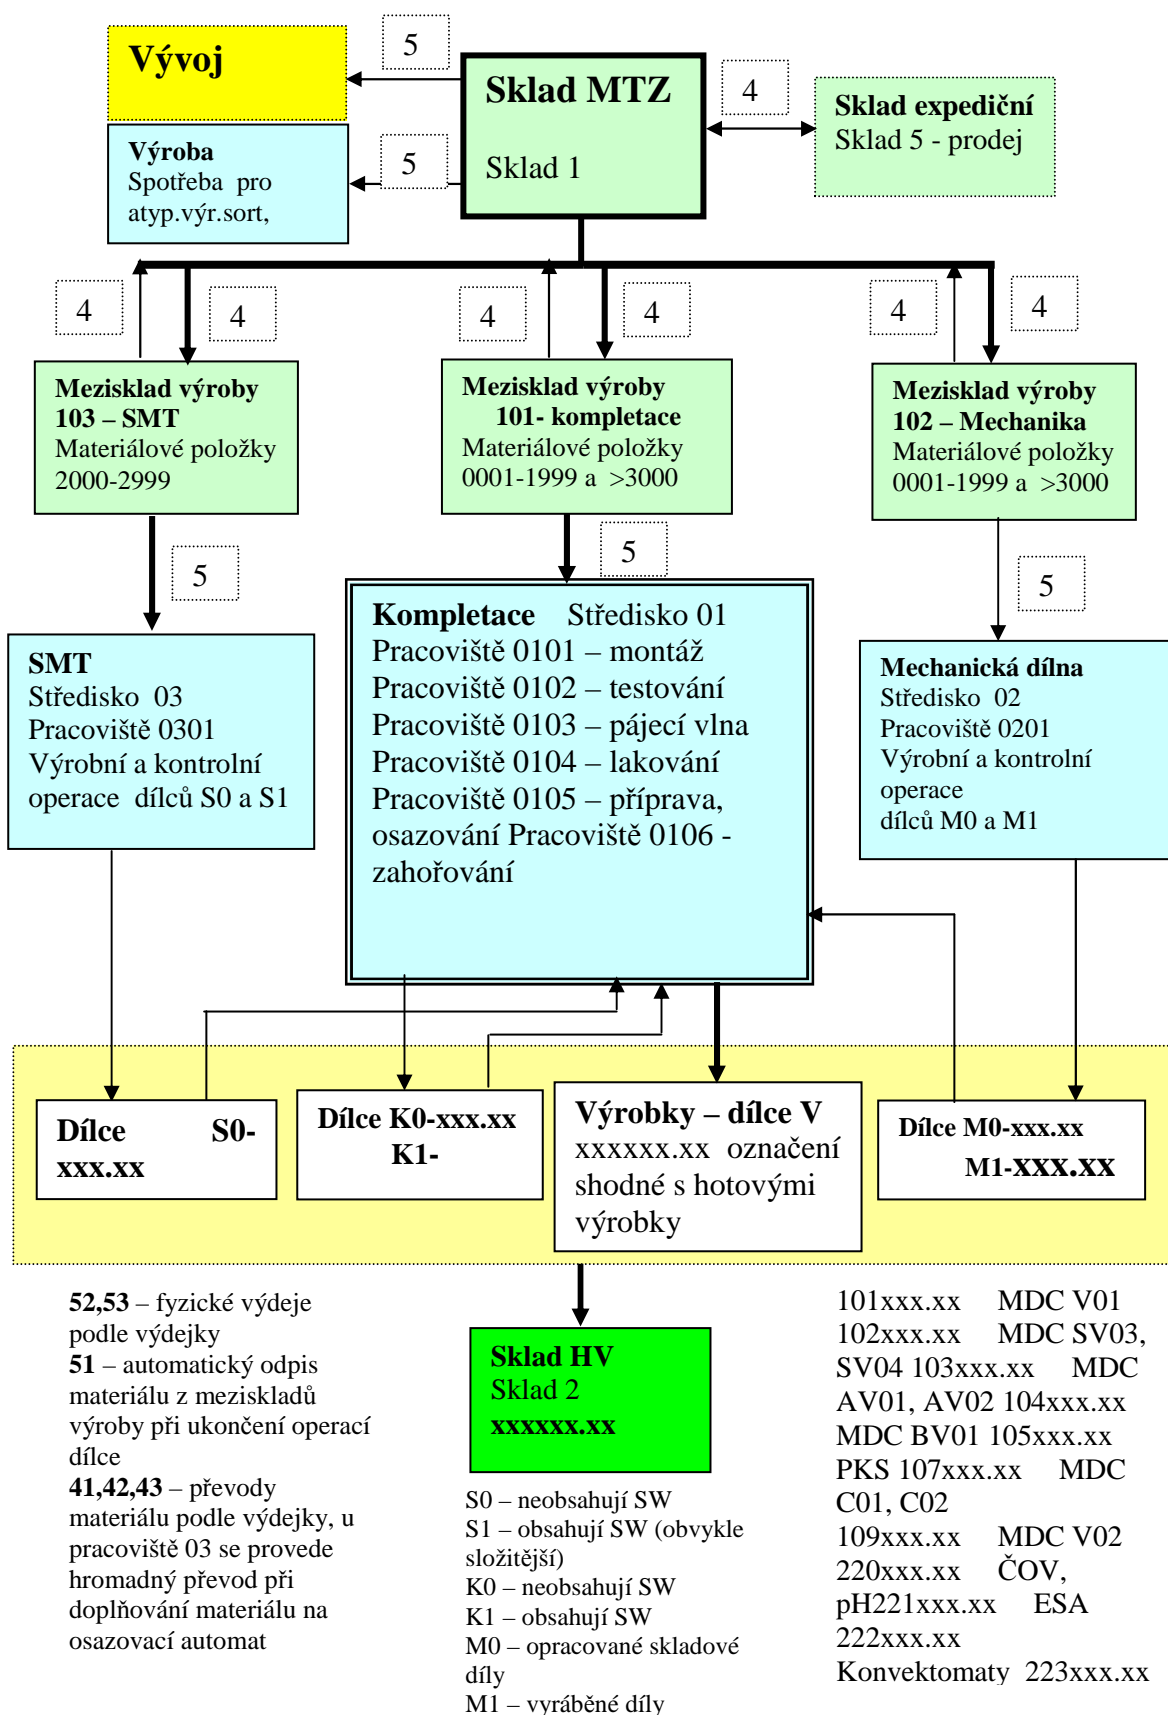 Vývoj
5
Sklad MTZ
Sklad 1
4
Sklad expediční
Sklad 5 - prodej
Výroba
Spotřeba pro
atyp.výr.sort,
5
4
4
4
4
4
4
Mezisklad výroby
103 – SMT
Materiálové položky
2000-2999
Mezisklad výroby
101- kompletace
Materiálové položky
0001-1999 a >3000
Mezisklad výroby
102 – Mechanika
Materiálové položky
0001-1999 a >3000
5
5
5
SMT
Středisko 03
Pracoviště 0301
Výrobní a kontrolní
operace dílců S0 a S1
Kompletace Středisko 01
Pracoviště 0101 – montáž
Pracoviště 0102 – testování
Pracoviště 0103 – pájecí vlna
Pracoviště 0104 – lakování
Pracoviště 0105 – příprava,
osazování Pracoviště 0106 -
zahořování
Mechanická dílna
Středisko 02
Pracoviště 0201
Výrobní a kontrolní
operace
dílců M0 a M1
Dílce S0-
xxx.xx
Dílce K0-xxx.xx
K1-
Výrobky – dílce V
xxxxxx.xx označení
shodné s hotovými
výrobky
Dílce M0-xxx.xx
M1-xxx.xx
52,53 – fyzické výdeje
podle výdejky
51 – automatický odpis
materiálu z meziskladů
výroby při ukončení operací
dílce
41,42,43 – převody
materiálu podle výdejky, u
pracoviště 03 se provede
hromadný převod při
doplňování materiálu na
osazovací automat
Sklad HV
Sklad 2
xxxxxx.xx
S0 – neobsahují SW
S1 – obsahují SW (obvykle
složitější)
K0 – neobsahují SW
K1 – obsahují SW
M0 – opracované skladové
díly
M1 – vyráběné díly
101xxx.xx MDC V01
102xxx.xx MDC SV03,
SV04 103xxx.xx MDC
AV01, AV02 104xxx.xx
MDC BV01 105xxx.xx
PKS 107xxx.xx MDC
C01, C02
109xxx.xx MDC V02
220xxx.xx ČOV,
pH221xxx.xx ESA
222xxx.xx
Konvektomaty 223xxx.xx